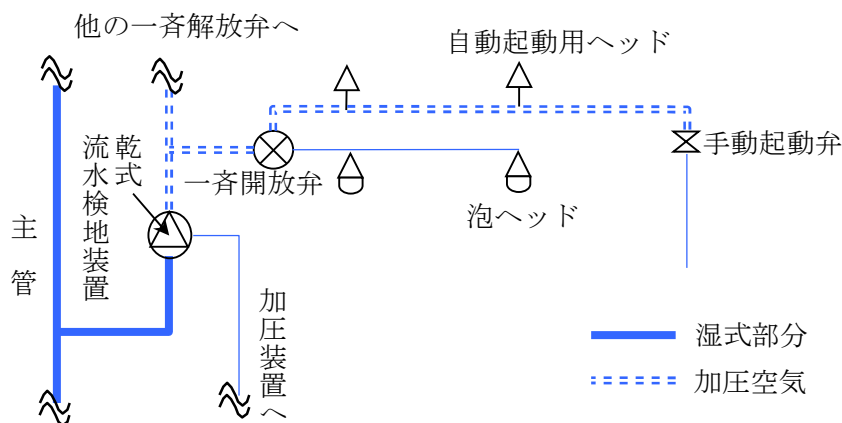 他の一斉解放弁へ
自動起動用ヘッド
手動起動弁
一斉開放弁
泡ヘッド
乾式
流水検地装置
主管
加圧装置へ
湿式部分
加圧空気